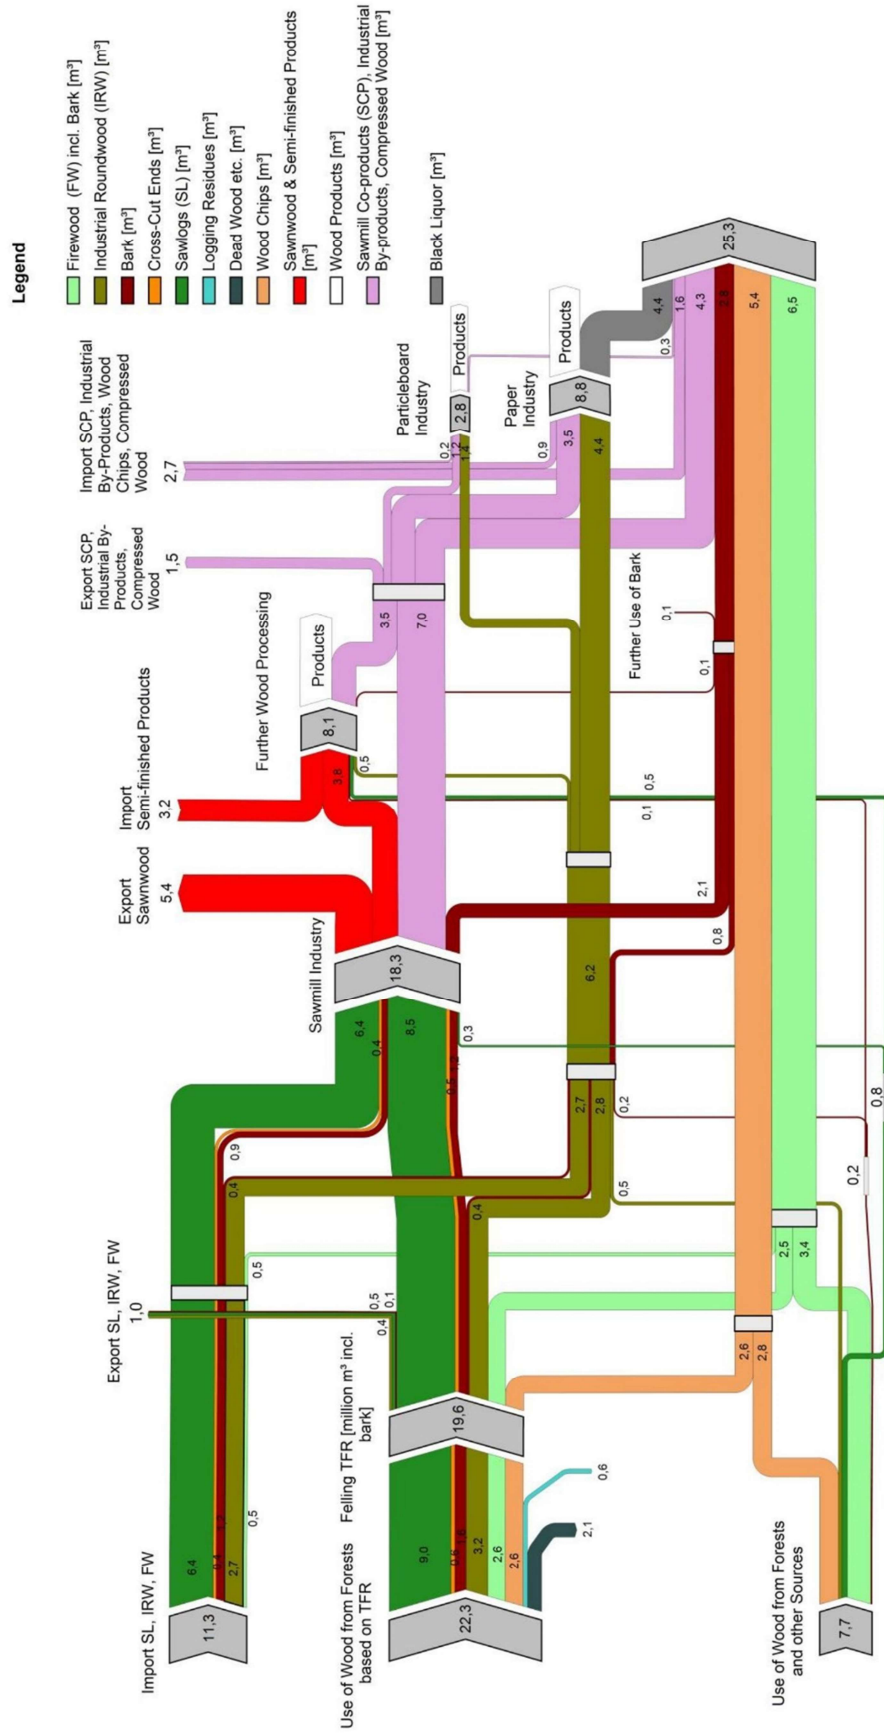 Legend
Firewood (FW) incl. Bark [m³]
Industrial Roundwood (IRW) [m³]
Bark [m³]
Cross-Cut Ends [m³]
Sawlogs (SL) [m³]
Logging Residues [m³]
Dead Wood etc. [m³]
Wood Chips [m³]
Sawnwood & Semi-finished Products
[m³]
Wood Products [m³]
Sawmill Co-products (SCP), Industrial
By-products, Compressed Wood [m³]
Black Liquor [m³]
Import SL, IRW, FW
11,3
6,4
0,4
1,2
2,7
0,5
Export SL, IRW, FW
1,0
0,5
0,4
0,1
0,9
0,4
0,5
Use of Wood from Forests
based on TFR
22,3
9,0
0,6
1,6
3,2
2,6
2,6
2,1
0,6
Felling TFR [million m³ incl.
bark]
19,6
0,4
Use of Wood from Forests
and other Sources
7,7
2,6
2,8
2,5
3,4
0,5
0,2
0,2
0,8
Sawmill Industry
18,3
6,4
0,4
8,5
0,5
1,2
0,3
2,7
2,8
6,2
0,8
2,1
Export
Sawnwood
5,4
Import
Semi-finished Products
3,2
Further Wood Processing
8,1
Products
3,8
0,5
0,1
0,5
3,5
7,0
Export SCP,
Industrial By-
Products,
Compressed
Wood
1,5
Import SCP, Industrial
By-Products, Wood
Chips, Compressed
Wood
2,7
Further Use of Bark
0,1
0,1
Particleboard
Industry
2,8
Products
0,2
1,2
1,4
Paper
Industry
8,8
Products
0,9
3,5
4,4
0,3
4,4
1,6
4,3
2,8
5,4
6,5
25,3